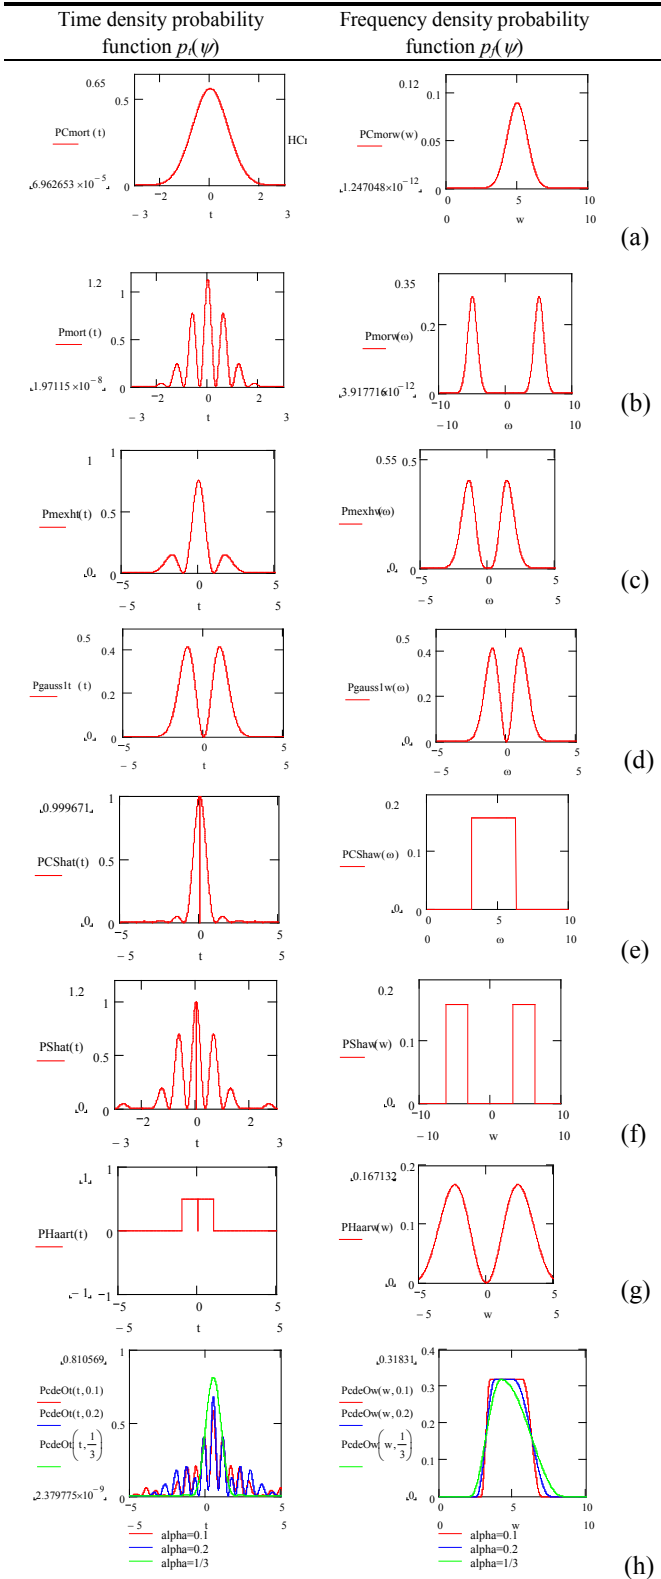 Time density probability
function pt(ψ)
Frequency density probability
function pf(ψ)
0.65
0.5
PCmort(t)
6.962653×10⁻⁵
0
−2 0 2
−3 t 3
HCr
0.12
0.1
PCmorw(w)
0.05
1.247048×10⁻¹²
0
0 5 10
0 w 10
(a)
1.2
1
Pmort(t)
0.5
1.97115×10⁻⁸
0
−2 0 2
−3 t 3
0.35
0.2
Pmorw(ω)
3.917716×10⁻¹²
0
−10 0 10
−10 ω 10
(b)
1
1
Pmexht(t)
0.5
0
0
−5 0 5
−5 t 5
0.55
0.5
Pmexhw(ω)
0
0
−5 0 5
−5 ω 5
(c)
0.5
0.4
Pgauss1t (t)
0.2
0
0
−5 0 5
−5 t 5
0.5
0.4
Pgauss1w(ω)
0.2
0
0
−5 0 5
−5 ω 5
(d)
0.999671
1
PCShat(t)
0.5
0
0
−5 0 5
−5 t 5
0.2
0.1
PCShaw(ω)
0
0
0 5 10
0 ω 10
(e)
1.2
1
PShat(t)
0.5
0
0
−2 0 2
−3 t 3
0.2
0.2
PShaw(w)
0.1
0
0
−10 0 10
−10 w 10
(f)
1
1
PHaart(t)
0
−1
−1
−5 0 5
−5 t 5
0.2
0.167132
PHaarw(w)
0.1
0
0
−5 0 5
−5 w 5
(g)
0.810569
1
PcdeOt(t, 0.1)
PcdeOt(t, 0.2)
0.5
PcdeOt(t, 1/3)
2.379775×10⁻⁹
0
−5 0 5
−5 t 5
alpha=0.1
alpha=0.2
alpha=1/3
0.31831
0.4
PcdeOw(w, 0.1)
0.3
PcdeOw(w, 0.2)
0.2
PcdeOw(w, 1/3)
0.1
0
0
0 5 10
0 w 10
alpha=0.1
alpha=0.2
alpha=1/3
(h)